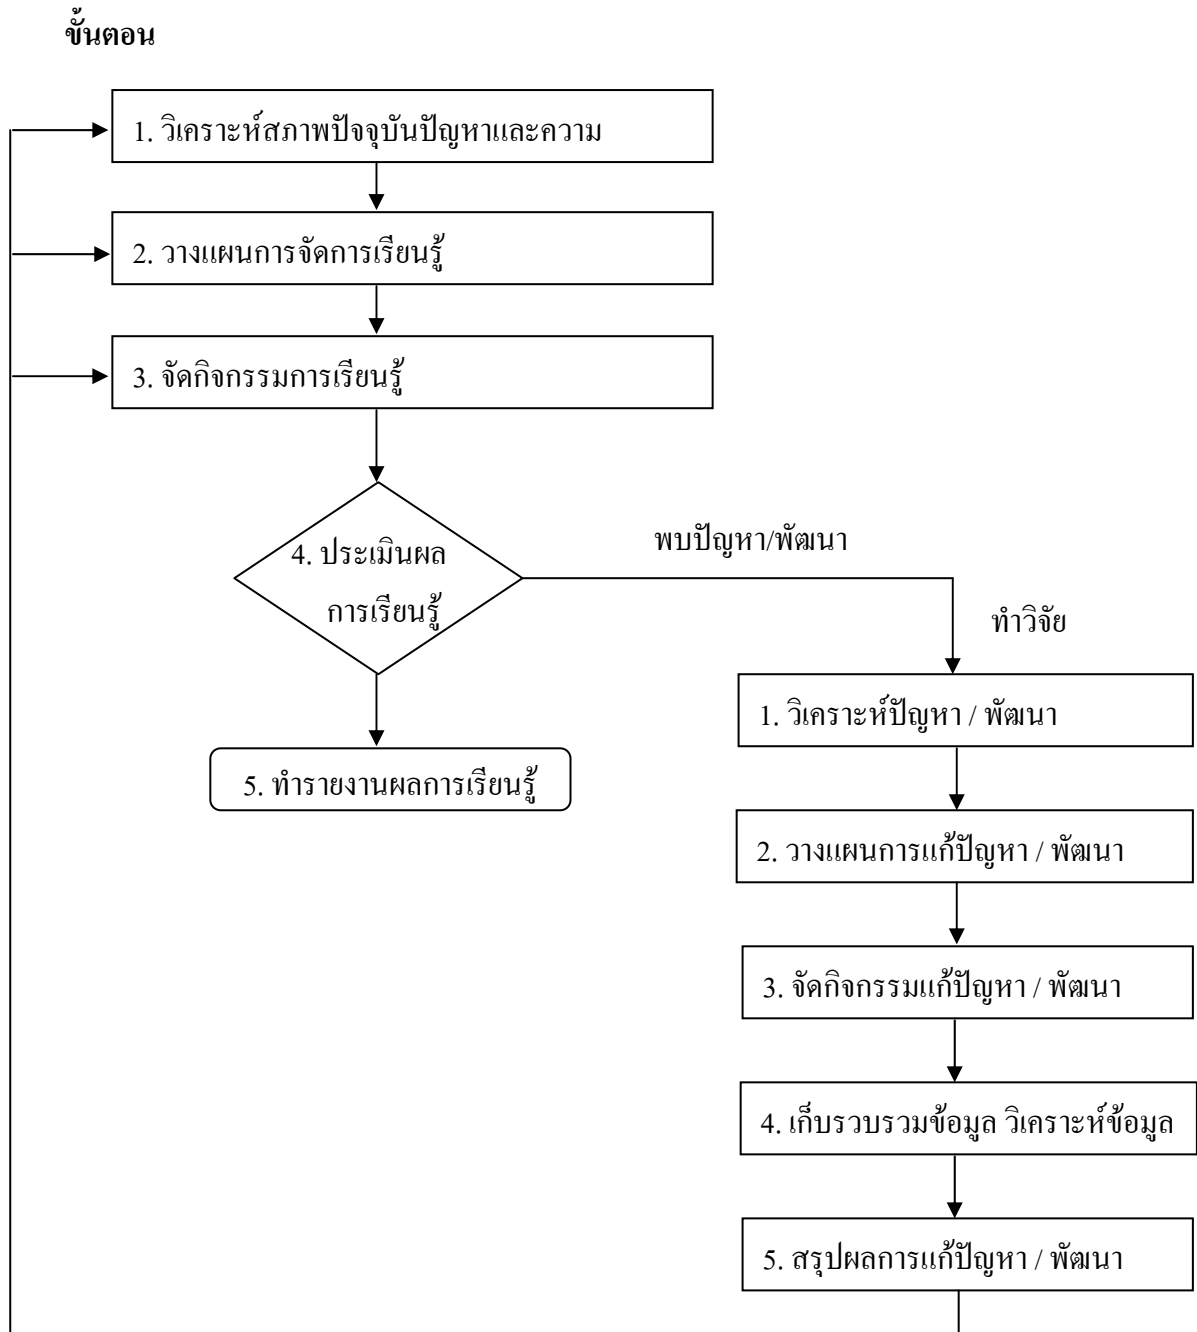 ขั้นตอน
1. วิเคราะห์สภาพปัจจุบันปัญหาและความ
2. วางแผนการจัดการเรียนรู้
3. จัดกิจกรรมการเรียนรู้
4. ประเมินผล
การเรียนรู้
พบปัญหา/พัฒนา
ทำวิจัย
5. ทำรายงานผลการเรียนรู้
1. วิเคราะห์ปัญหา / พัฒนา
2. วางแผนการแก้ปัญหา / พัฒนา
3. จัดกิจกรรมแก้ปัญหา / พัฒนา
4. เก็บรวบรวมข้อมูล วิเคราะห์ข้อมูล
5. สรุปผลการแก้ปัญหา / พัฒนา